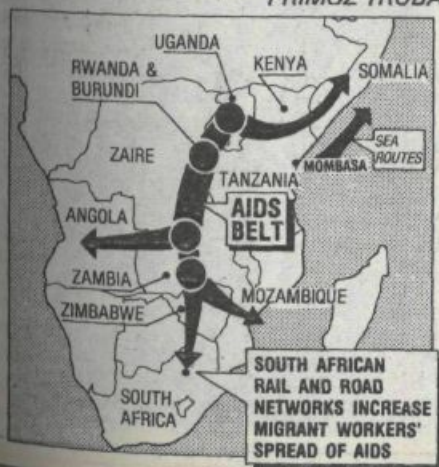 UGANDA
KENYA
SOMALIA
RWANDA &
BURUNDI
SEA
ROUTES
ZAIRE
MOMBASA
TANZANIA
AIDS
BELT
ANGOLA
ZAMBIA
MOZAMBIQUE
ZIMBABWE
SOUTH
AFRICA
SOUTH AFRICAN
RAIL AND ROAD
NETWORKS INCREASE
MIGRANT WORKERS'
SPREAD OF AIDS